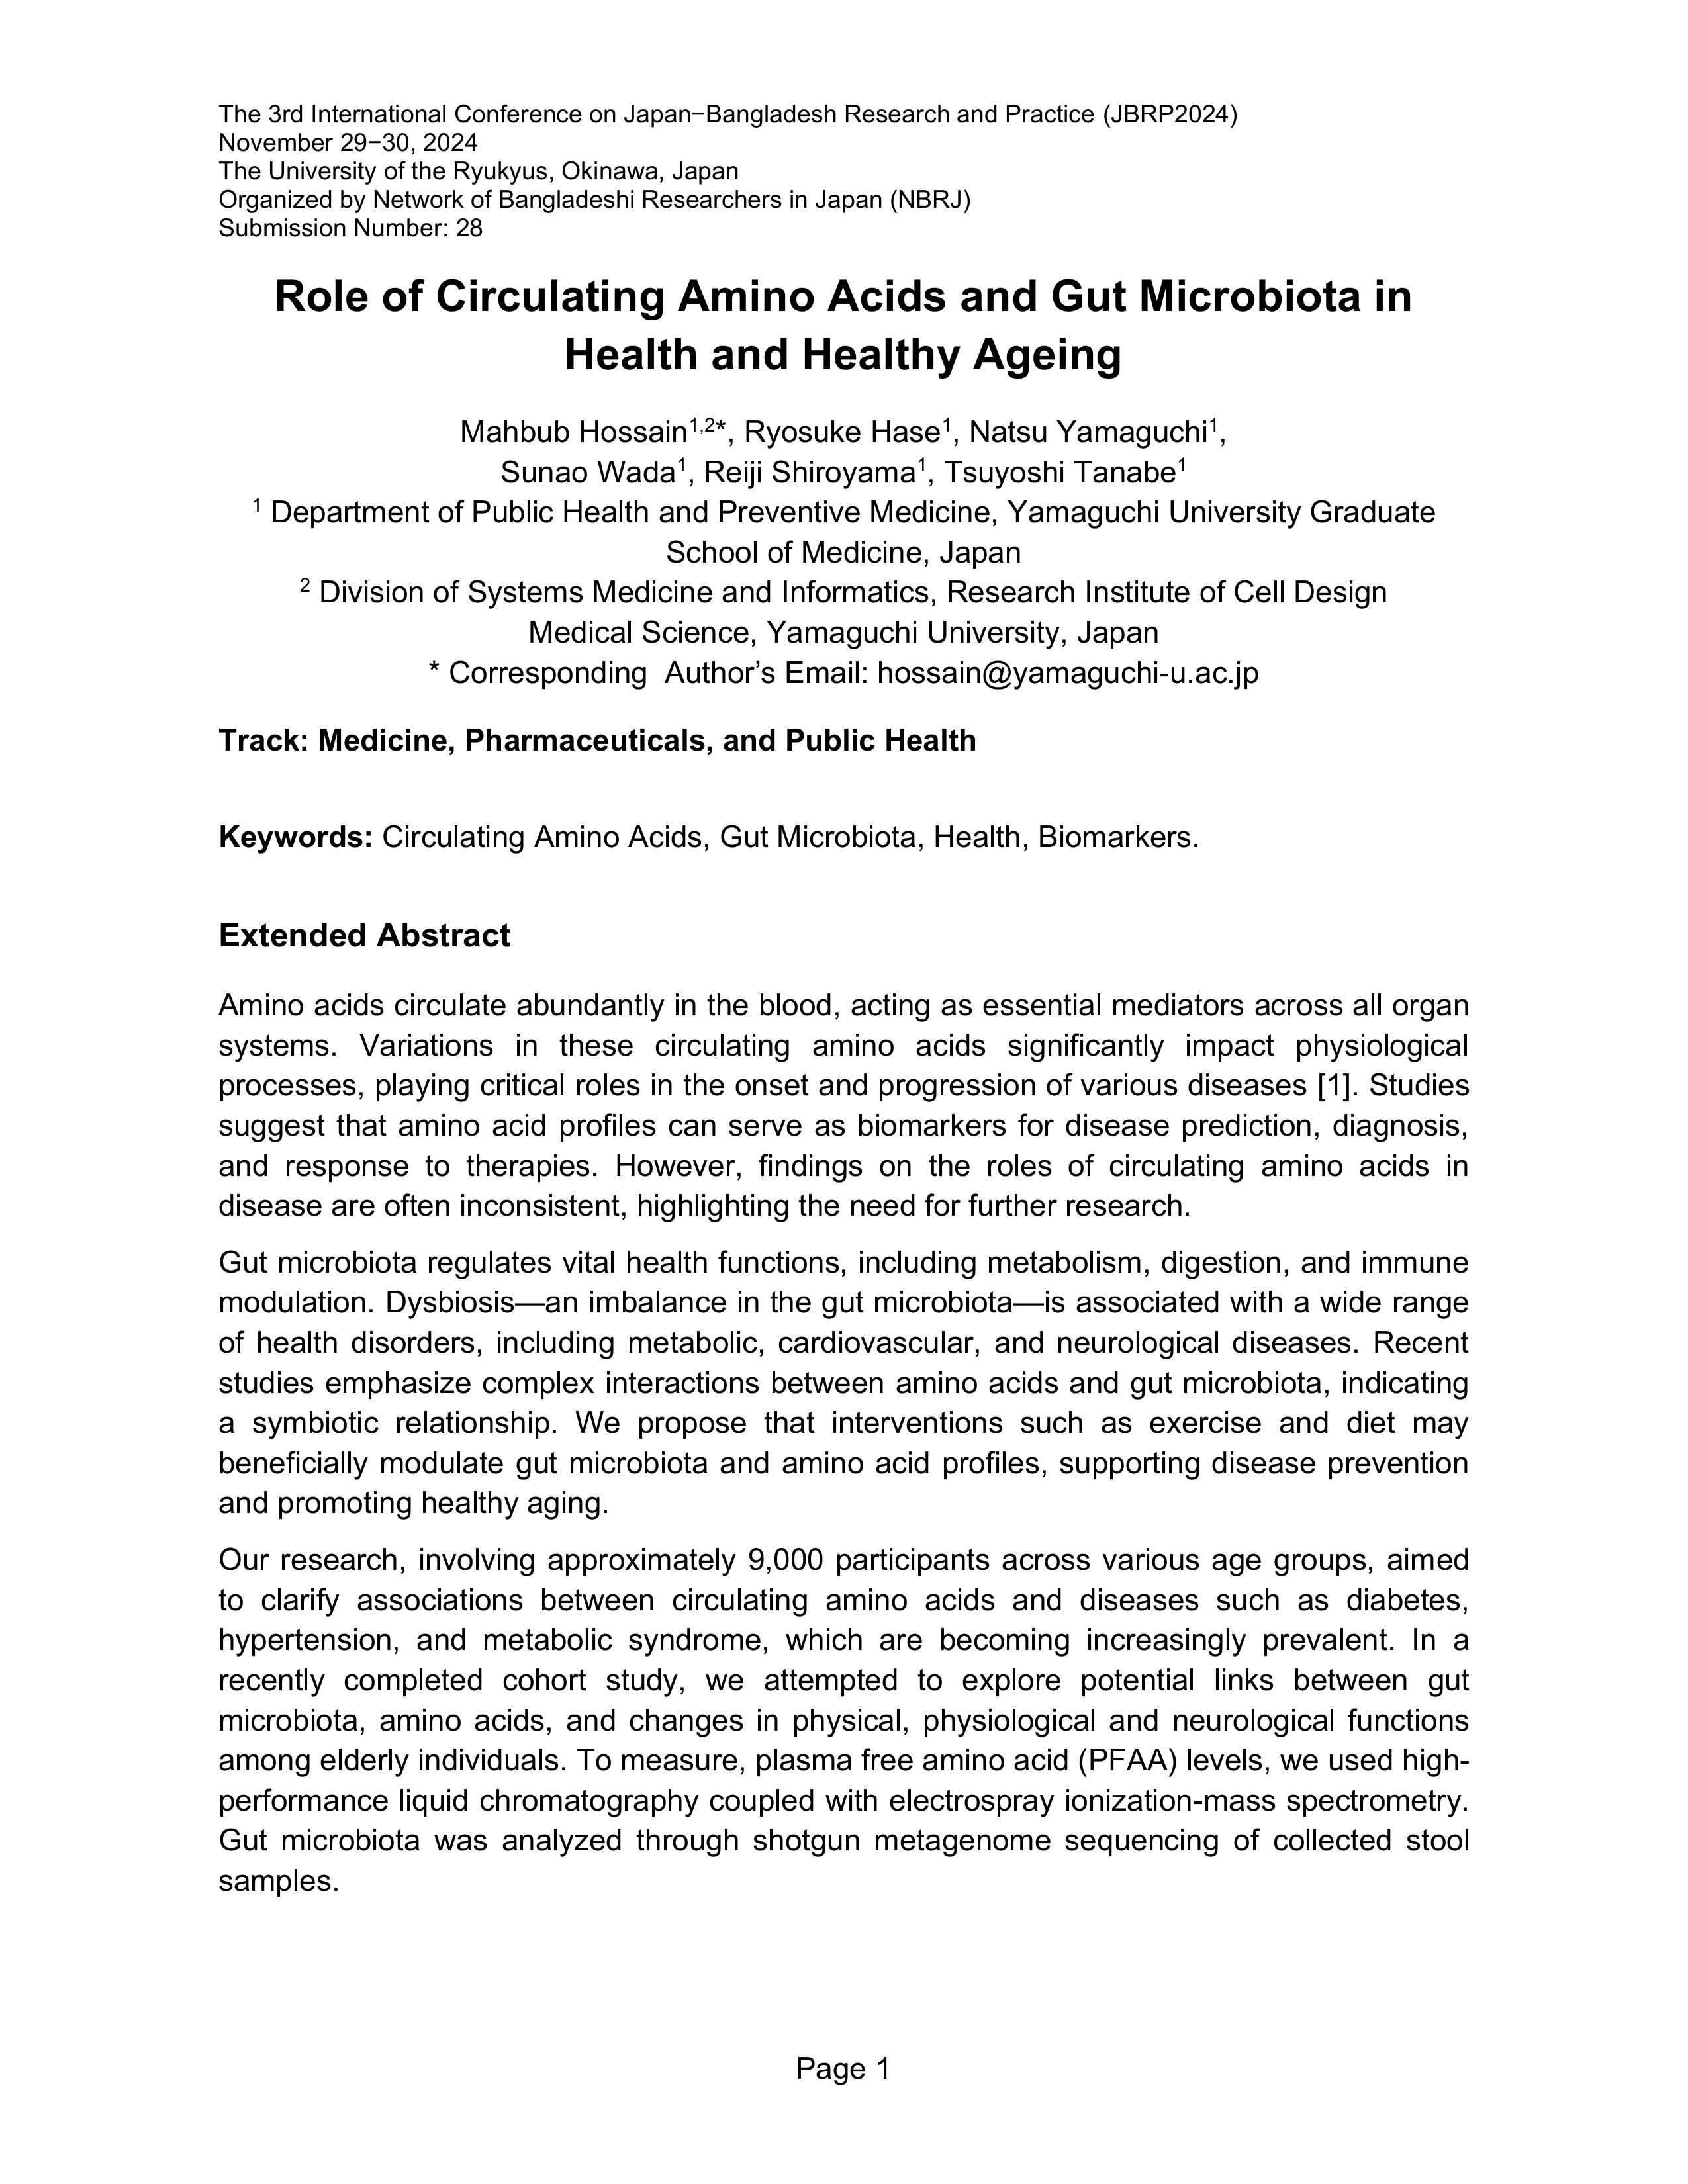 The 3rd International Conference on Japan−Bangladesh Research and Practice (JBRP2024)
November 29−30, 2024
The University of the Ryukyus, Okinawa, Japan
Organized by Network of Bangladeshi Researchers in Japan (NBRJ)
Submission Number: 28
Role of Circulating Amino Acids and Gut Microbiota in
Health and Healthy Ageing
Mahbub Hossain1,2*, Ryosuke Hase1, Natsu Yamaguchi1,
Sunao Wada1, Reiji Shiroyama1, Tsuyoshi Tanabe1
1 Department of Public Health and Preventive Medicine, Yamaguchi University Graduate
School of Medicine, Japan
2 Division of Systems Medicine and Informatics, Research Institute of Cell Design
Medical Science, Yamaguchi University, Japan
* Corresponding  Author’s Email: hossain@yamaguchi-u.ac.jp
Track: Medicine, Pharmaceuticals, and Public Health
Keywords: Circulating Amino Acids, Gut Microbiota, Health, Biomarkers.
Extended Abstract
Amino acids circulate abundantly in the blood, acting as essential mediators across all organ
systems. Variations in these circulating amino acids significantly impact physiological
processes, playing critical roles in the onset and progression of various diseases [1]. Studies
suggest that amino acid profiles can serve as biomarkers for disease prediction, diagnosis,
and response to therapies. However, findings on the roles of circulating amino acids in
disease are often inconsistent, highlighting the need for further research.
Gut microbiota regulates vital health functions, including metabolism, digestion, and immune
modulation. Dysbiosis—an imbalance in the gut microbiota—is associated with a wide range
of health disorders, including metabolic, cardiovascular, and neurological diseases. Recent
studies emphasize complex interactions between amino acids and gut microbiota, indicating
a symbiotic relationship. We propose that interventions such as exercise and diet may
beneficially modulate gut microbiota and amino acid profiles, supporting disease prevention
and promoting healthy aging.
Our research, involving approximately 9,000 participants across various age groups, aimed
to clarify associations between circulating amino acids and diseases such as diabetes,
hypertension, and metabolic syndrome, which are becoming increasingly prevalent. In a
recently completed cohort study, we attempted to explore potential links between gut
microbiota, amino acids, and changes in physical, physiological and neurological functions
among elderly individuals. To measure, plasma free amino acid (PFAA) levels, we used high-
performance liquid chromatography coupled with electrospray ionization-mass spectrometry.
Gut microbiota was analyzed through shotgun metagenome sequencing of collected stool
samples.
Page 1